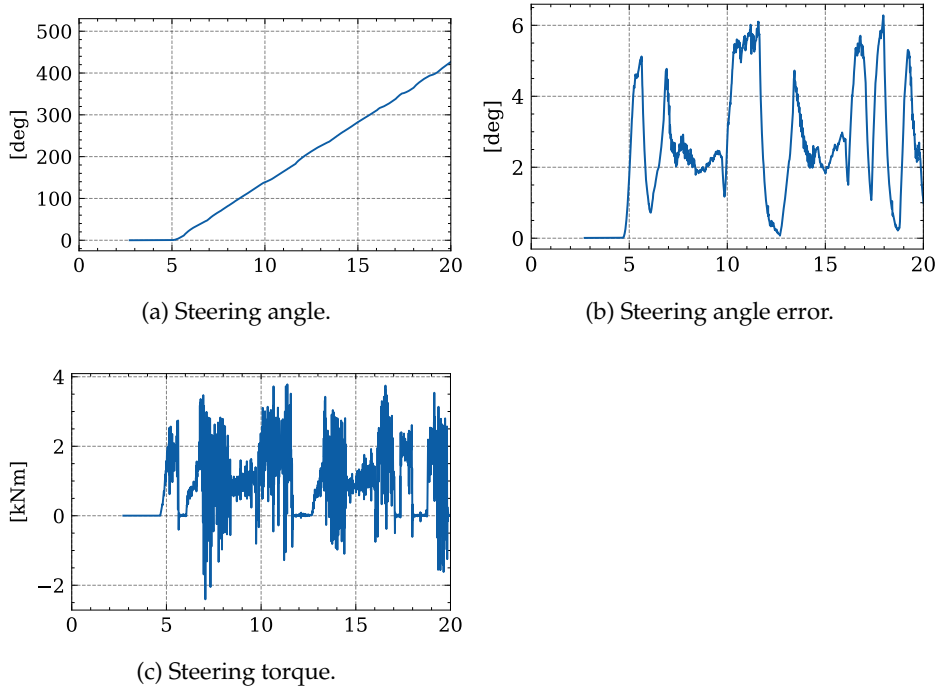 500
400
300
200
100
0
[deg]
0 5 10 15 20
(a) Steering angle.
6
4
2
0
[deg]
0 5 10 15 20
(b) Steering angle error.
4
2
0
−2
[kNm]
0 5 10 15 20
(c) Steering torque.